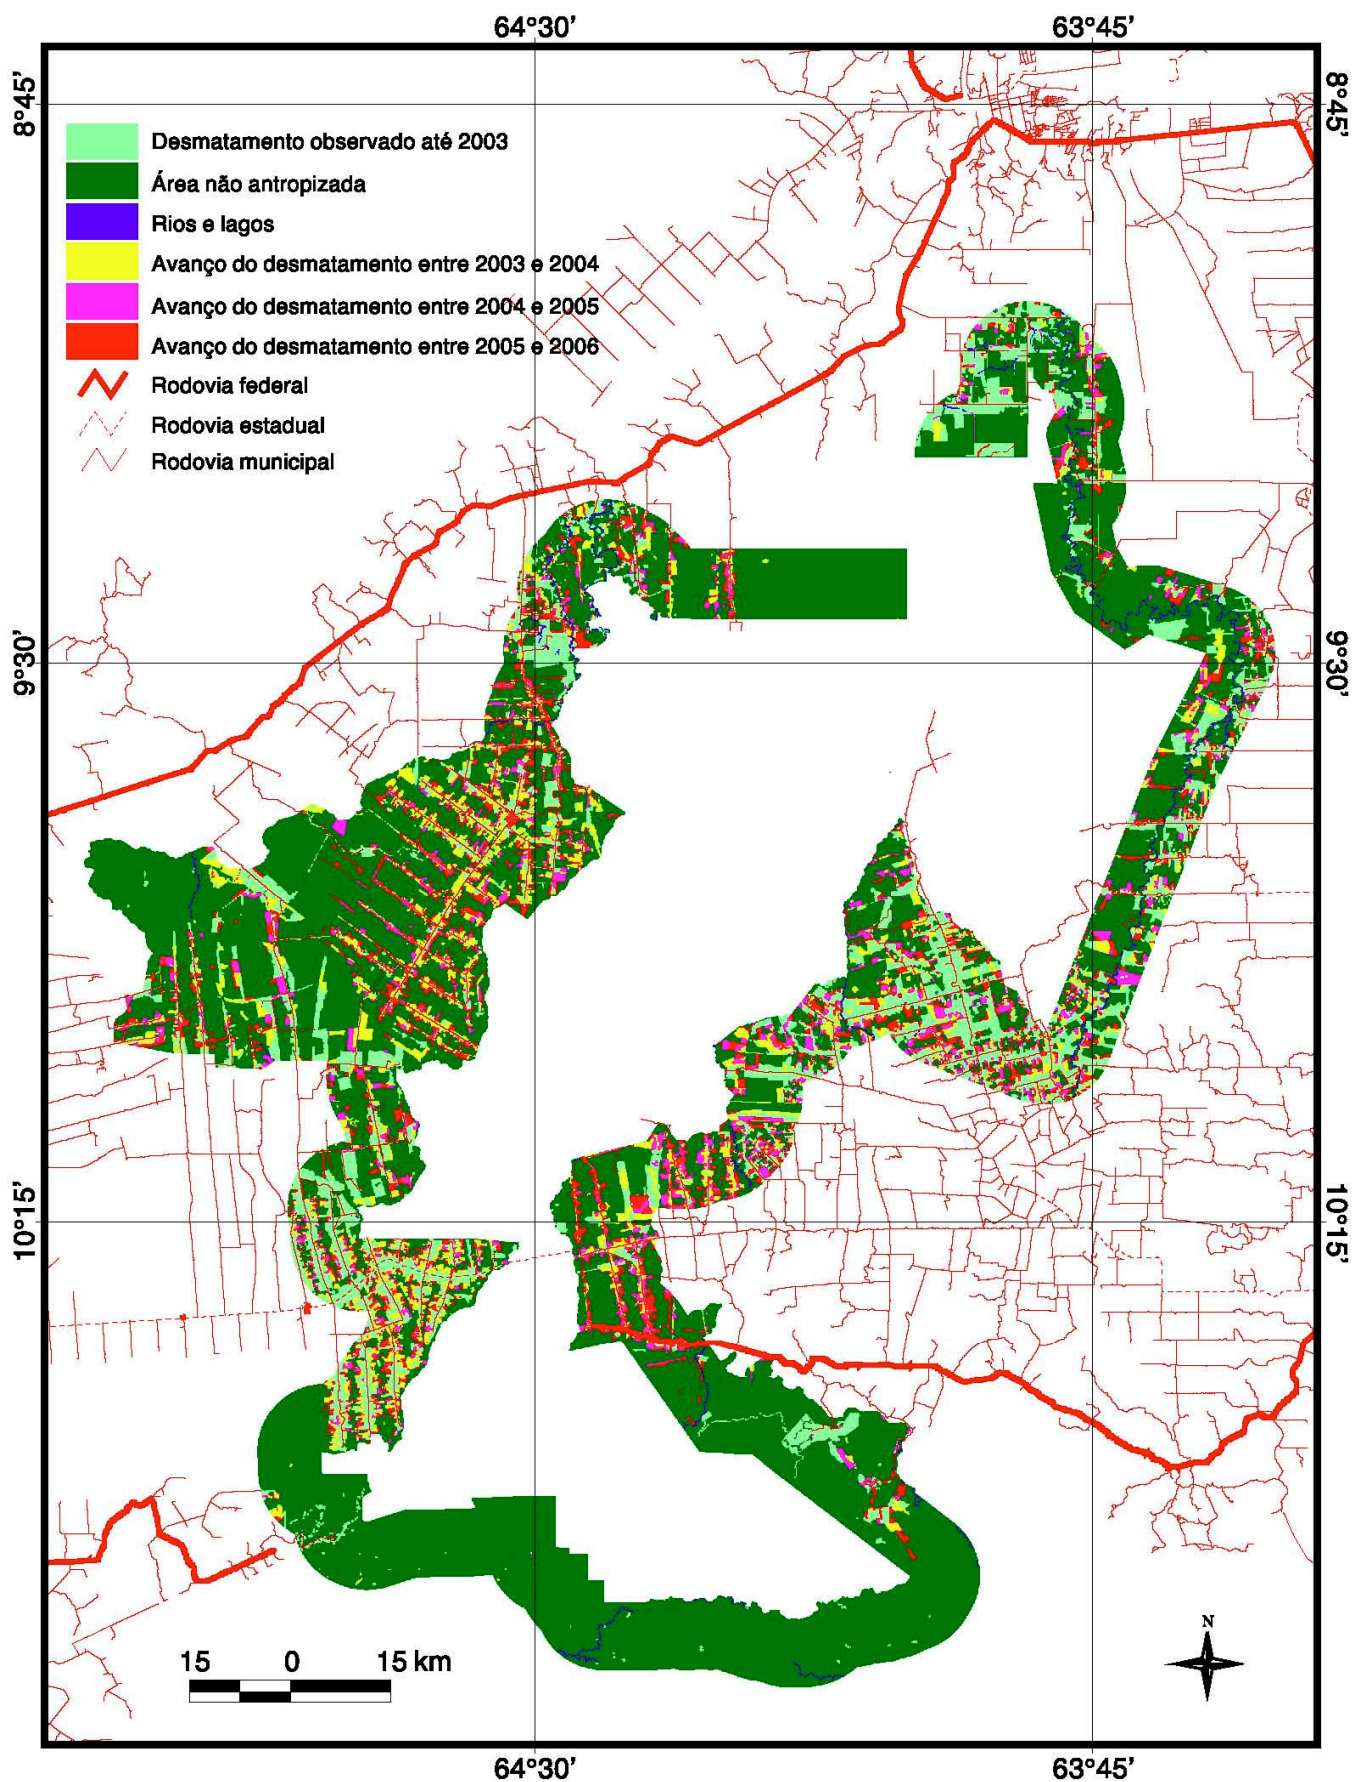 64°30’ 63°45’
8°45’ 8°45’
Desmatamento observado até 2003
Área não antropizada
Rios e lagos
Avanço do desmatamento entre 2003 e 2004
Avanço do desmatamento entre 2004 e 2005
Avanço do desmatamento entre 2005 e 2006
Rodovia federal
Rodovia estadual
Rodovia municipal
9°30’ 9°30’
10°15’ 10°15’
N
15 0 15 km
64°30’ 63°45’